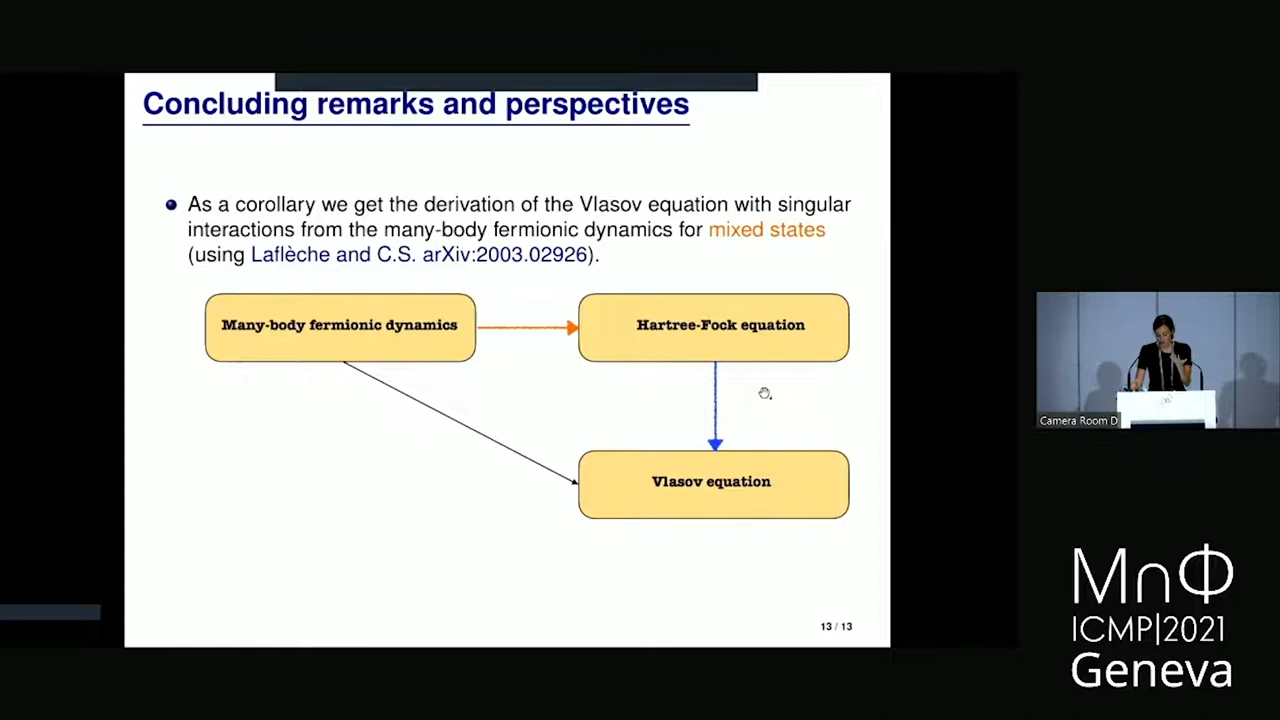 Concluding remarks and perspectives
As a corollary we get the derivation of the Vlasov equation with singular
interactions from the many-body fermionic dynamics for mixed states
(using Laflèche and C.S. arXiv:2003.02926).
Many-body fermionic dynamics
Hartree-Fock equation
Vlasov equation
13 / 13
Camera Room D
ICMP|2021
Geneva